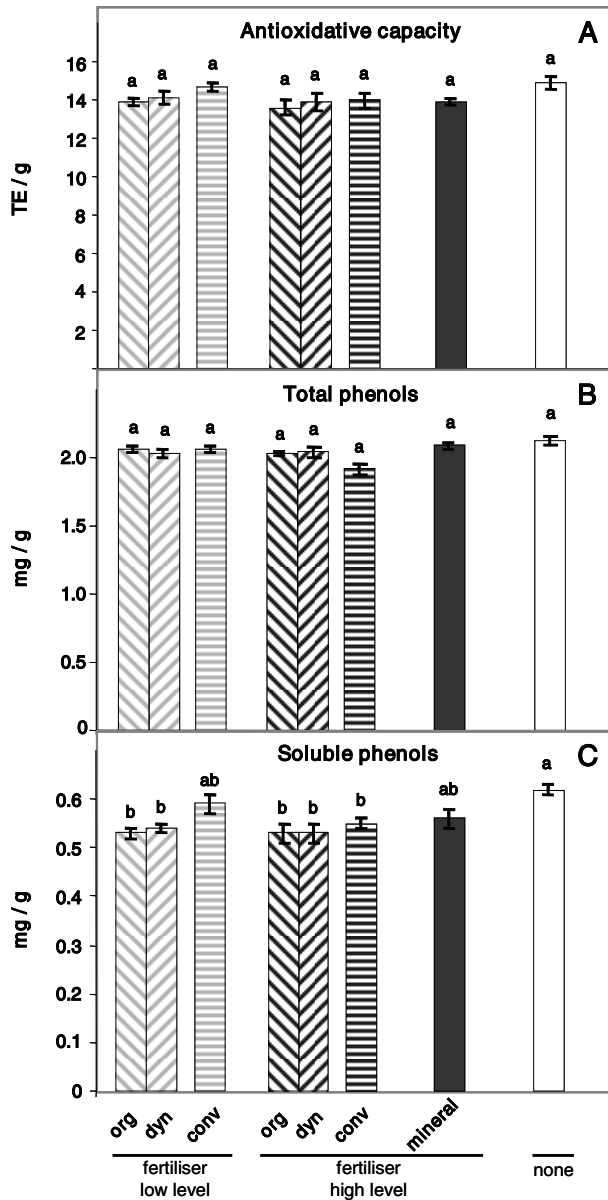 Antioxidative capacity A
16
14
12
10
8
6
4
2
TE / g
a a a a a a a a
Total phenols B
2.0
1.5
1.0
0.5
0
mg / g
a a a a a a a a
Soluble phenols C
0.6
0.5
0.4
0.3
0.2
0.1
0
mg / g
b b ab b b b ab a
org dyn conv org dyn conv mineral
fertiliser fertiliser none
low level high level